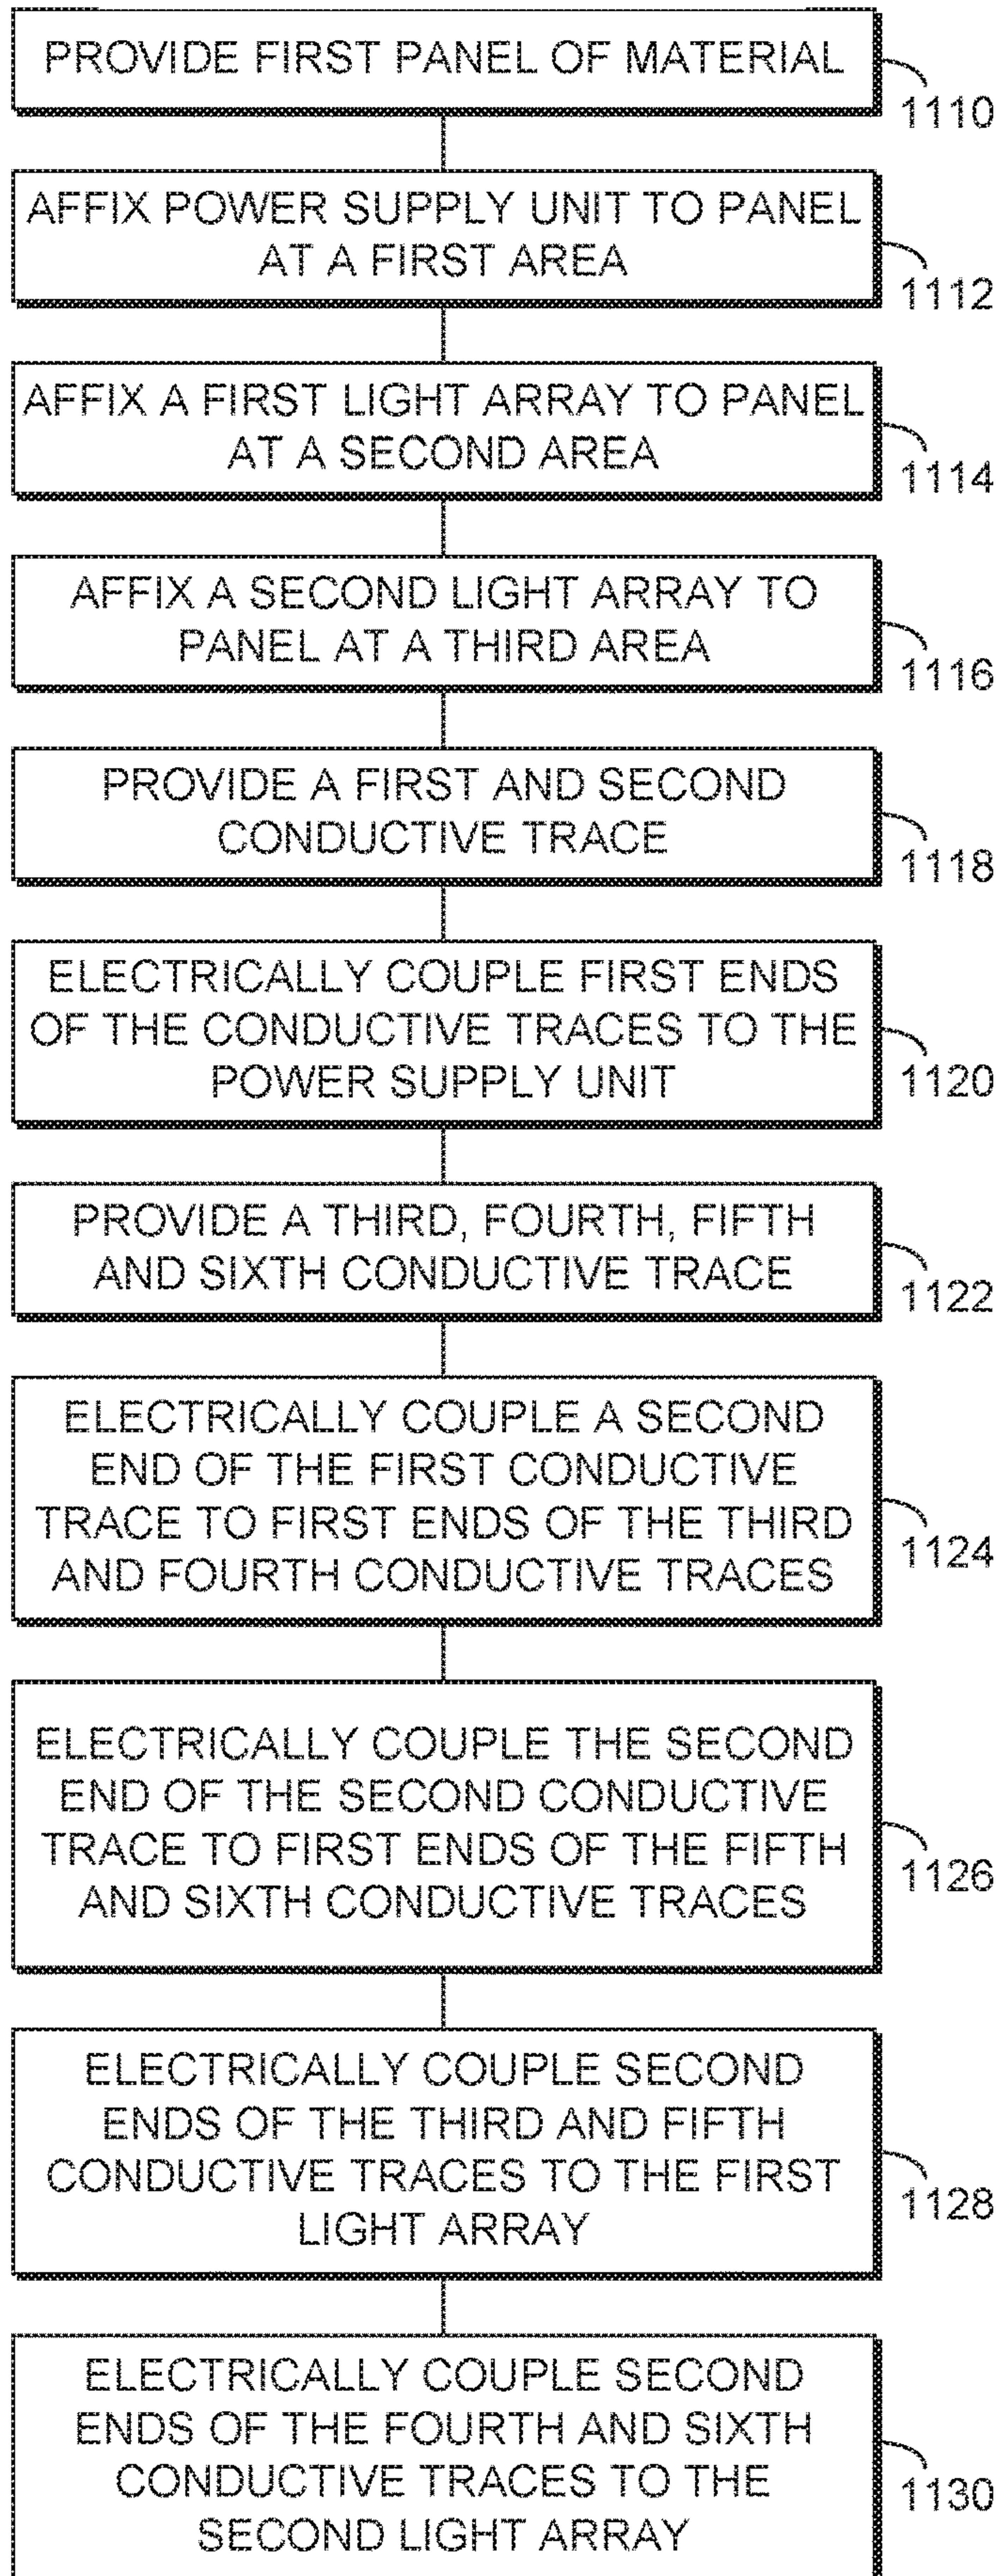 PROVIDE FIRST PANEL OF MATERIAL
1110
AFFIX POWER SUPPLY UNIT TO PANEL
AT A FIRST AREA
1112
AFFIX A FIRST LIGHT ARRAY TO PANEL
AT A SECOND AREA
1114
AFFIX A SECOND LIGHT ARRAY TO
PANEL AT A THIRD AREA
1116
PROVIDE A FIRST AND SECOND
CONDUCTIVE TRACE
1118
ELECTRICALLY COUPLE FIRST ENDS
OF THE CONDUCTIVE TRACES TO THE
POWER SUPPLY UNIT
1120
PROVIDE A THIRD, FOURTH, FIFTH
AND SIXTH CONDUCTIVE TRACE
1122
ELECTRICALLY COUPLE A SECOND
END OF THE FIRST CONDUCTIVE
TRACE TO FIRST ENDS OF THE THIRD
AND FOURTH CONDUCTIVE TRACES
1124
ELECTRICALLY COUPLE THE SECOND
END OF THE SECOND CONDUCTIVE
TRACE TO FIRST ENDS OF THE FIFTH
AND SIXTH CONDUCTIVE TRACES
1126
ELECTRICALLY COUPLE SECOND
ENDS OF THE THIRD AND FIFTH
CONDUCTIVE TRACES TO THE FIRST
LIGHT ARRAY
1128
ELECTRICALLY COUPLE SECOND
ENDS OF THE FOURTH AND SIXTH
CONDUCTIVE TRACES TO THE
SECOND LIGHT ARRAY
1130